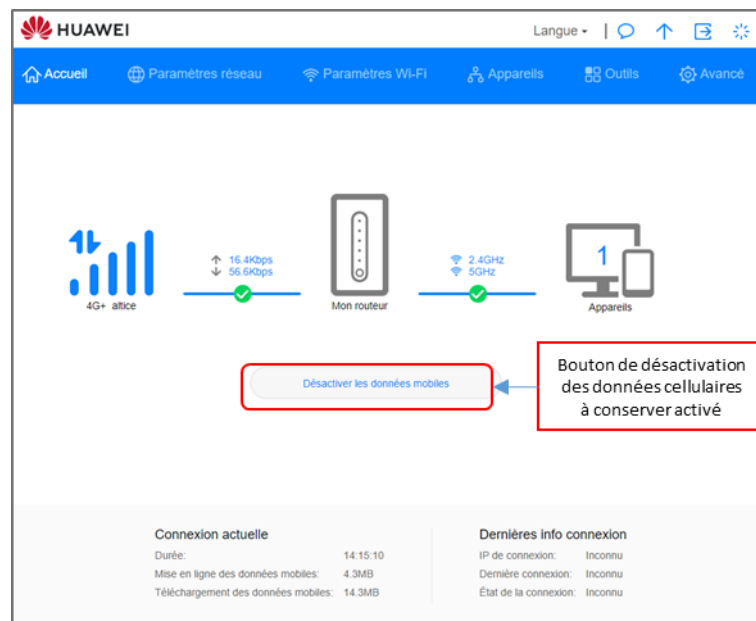 HUAWEI
Langue
Accueil
Paramètres réseau
Paramètres Wi-Fi
Appareils
Outils
Avancé
↑ 16.4Kbps
↓ 56.6Kbps
2.4GHz
5GHz
1
4G+ altice
Mon routeur
Appareils
Désactiver les données mobiles
Bouton de désactivation
des données cellulaires
à conserver activé
Connexion actuelle
Durée: 14:15:10
Mise en ligne des données mobiles: 4.3MB
Téléchargement des données mobiles: 14.3MB
Dernières info connexion
IP de connexion: Inconnu
Dernière connexion: Inconnu
État de la connexion: Inconnu